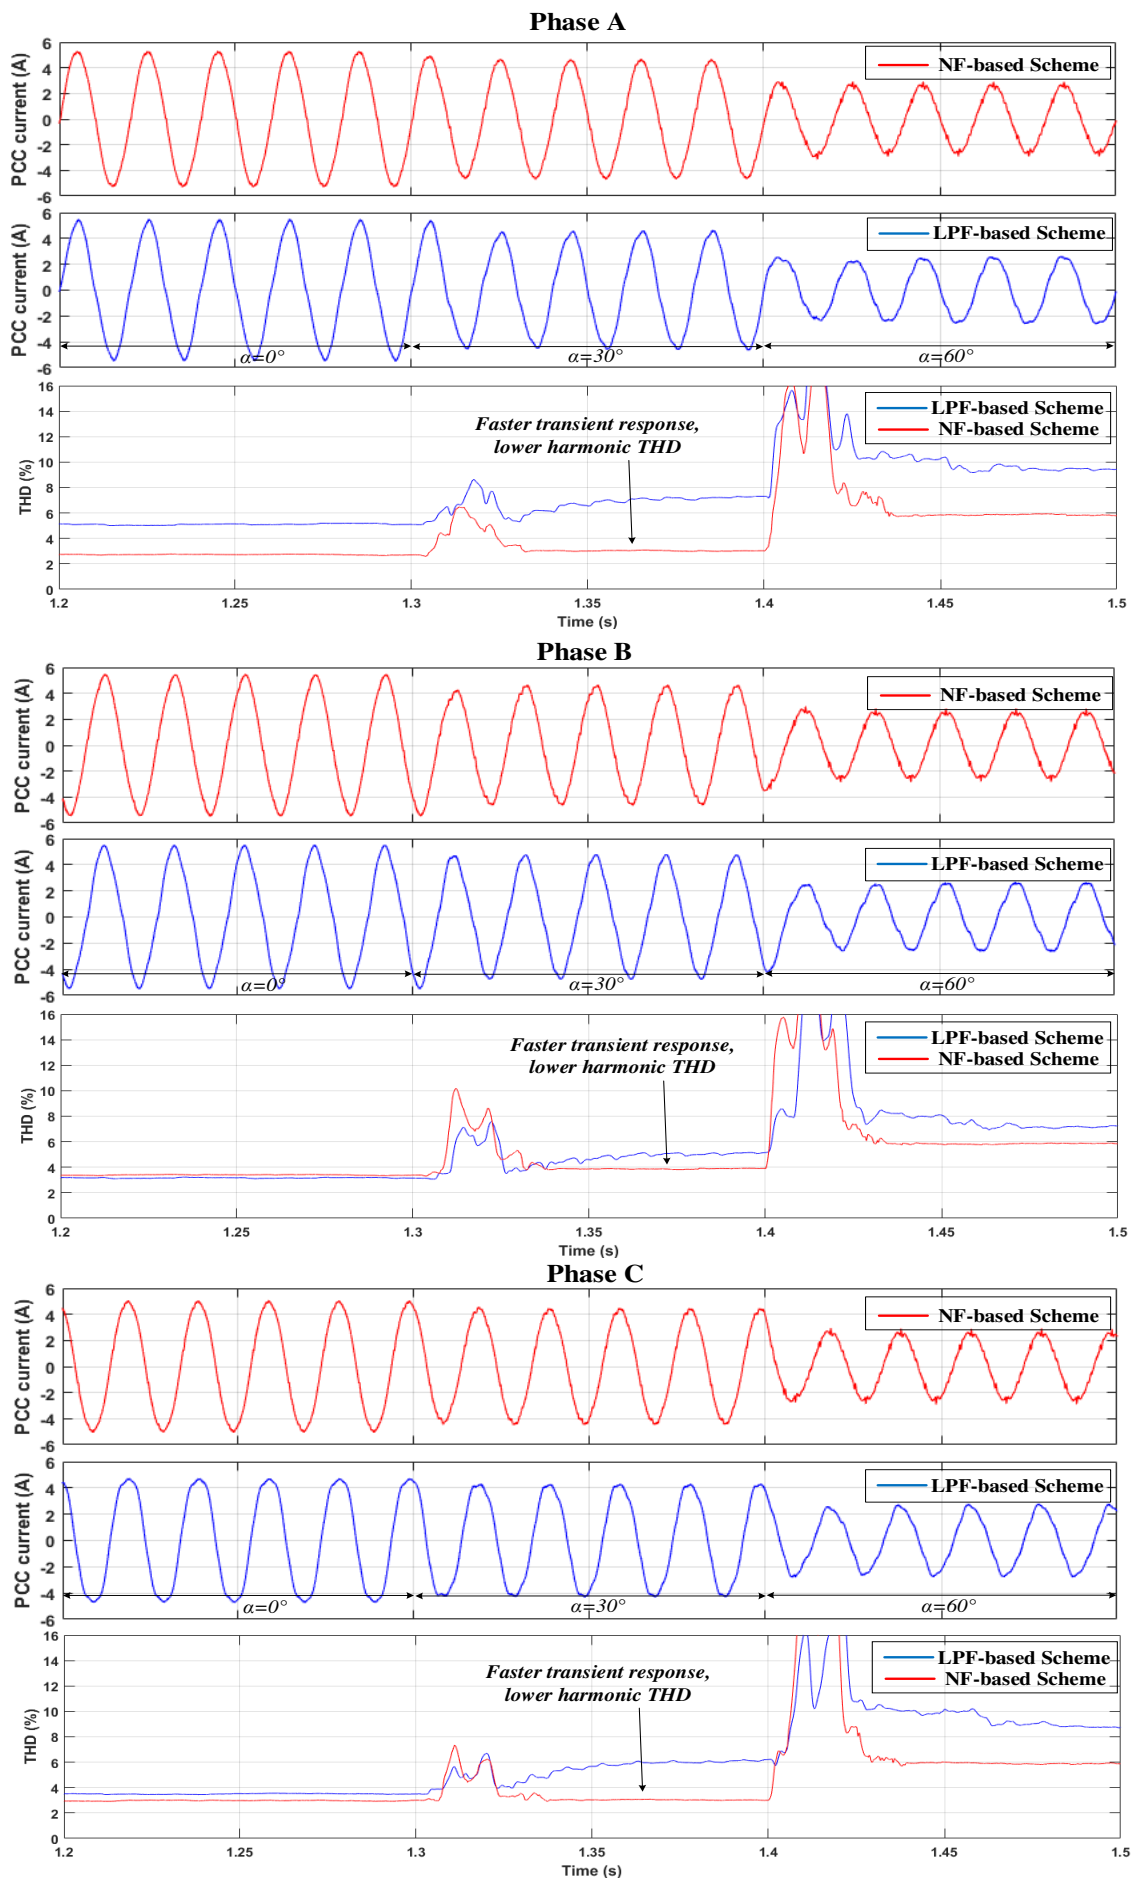 Phase A
6
4
2
0
-2
-4
-6
PCC current (A)
NF-based Scheme
6
4
2
0
-2
-4
-6
PCC current (A)
LPF-based Scheme
α=0°
α=30°
α=60°
16
14
12
10
8
6
4
2
0
THD (%)
LPF-based Scheme
NF-based Scheme
Faster transient response,
lower harmonic THD
1.2
1.25
1.3
1.35
1.4
1.45
1.5
Time (s)
Phase B
6
4
2
0
-2
-4
-6
PCC current (A)
NF-based Scheme
6
4
2
0
-2
-4
-6
PCC current (A)
LPF-based Scheme
α=0°
α=30°
α=60°
16
14
12
10
8
6
4
2
0
THD (%)
LPF-based Scheme
NF-based Scheme
Faster transient response,
lower harmonic THD
1.2
1.25
1.3
1.35
1.4
1.45
1.5
Time (s)
Phase C
6
4
2
0
-2
-4
-6
PCC current (A)
NF-based Scheme
6
4
2
0
-2
-4
-6
PCC current (A)
LPF-based Scheme
α=0°
α=30°
α=60°
16
14
12
10
8
6
4
2
0
THD (%)
LPF-based Scheme
NF-based Scheme
Faster transient response,
lower harmonic THD
1.2
1.25
1.3
1.35
1.4
1.45
1.5
Time (s)